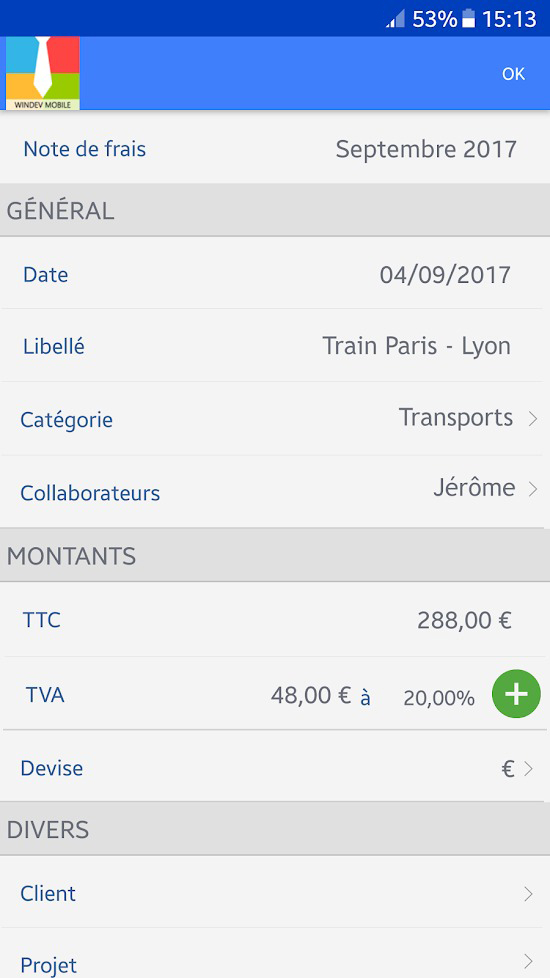 53% 15:13
WINDEV MOBILE
OK
Note de frais Septembre 2017
GÉNÉRAL
Date 04/09/2017
Libellé Train Paris - Lyon
Catégorie Transports
Collaborateurs Jérôme
MONTANTS
TTC 288,00 €
TVA 48,00 € à 20,00%
Devise €
DIVERS
Client
Projet